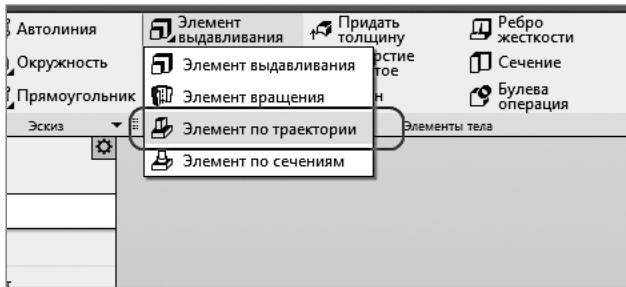 Автолиния
Элемент
выдавливания
Придать
толщину
Ребро
жесткости
Окружность
Элемент выдавливания
Сечение
Прямоугольник
Элемент вращения
Булева
операция
Эскиз
Элемент по траектории
Элементы тела
Элемент по сечениям